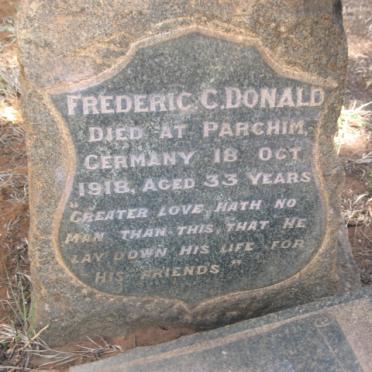 FREDERIC C. DONALD
DIED AT PARCHIM,
GERMANY 18 OCT
1918, AGED 33 YEARS
"GREATER LOVE HATH NO
MAN THAN THIS, THAT HE
LAY DOWN HIS LIFE FOR
HIS FRIENDS"